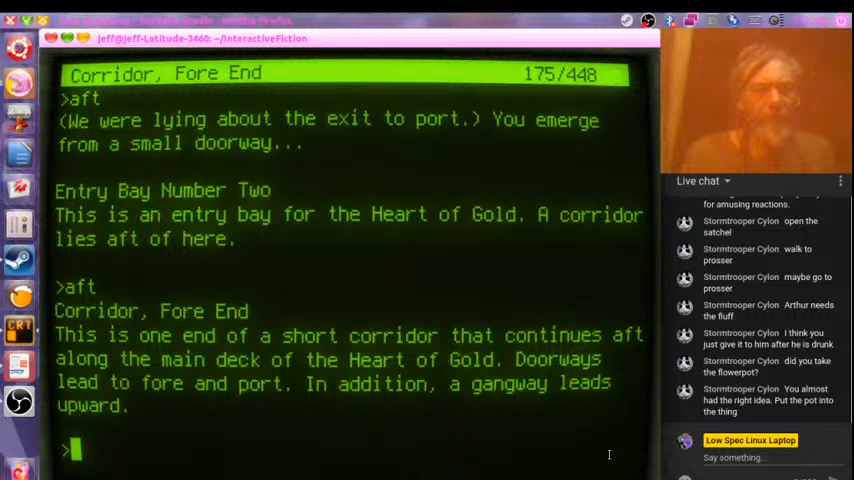 jeff@jeff-Latitude-3460: ~/InteractiveFiction
Corridor, Fore End 175/448
>aft
(We were lying about the exit to port.) You emerge
from a small doorway...
Entry Bay Number Two
This is an entry bay for the Heart of Gold. A corridor
lies aft of here.
>aft
Corridor, Fore End
This is one end of a short corridor that continues aft
along the main deck of the Heart of Gold. Doorways
lead to fore and port. In addition, a gangway leads
upward.
>
CRT
Live chat
for amusing reactions.
Stormtrooper Cylon open the
satchel
Stormtrooper Cylon walk to
prosser
Stormtrooper Cylon maybe go to
prosser
Stormtrooper Cylon Arthur needs
the fluff
Stormtrooper Cylon I think you
just give it to him after he is drunk
Stormtrooper Cylon did you take
the flowerpot?
Stormtrooper Cylon You almost
had the right idea. Put the pot into
the thing
Low Spec Linux Laptop
Say something...